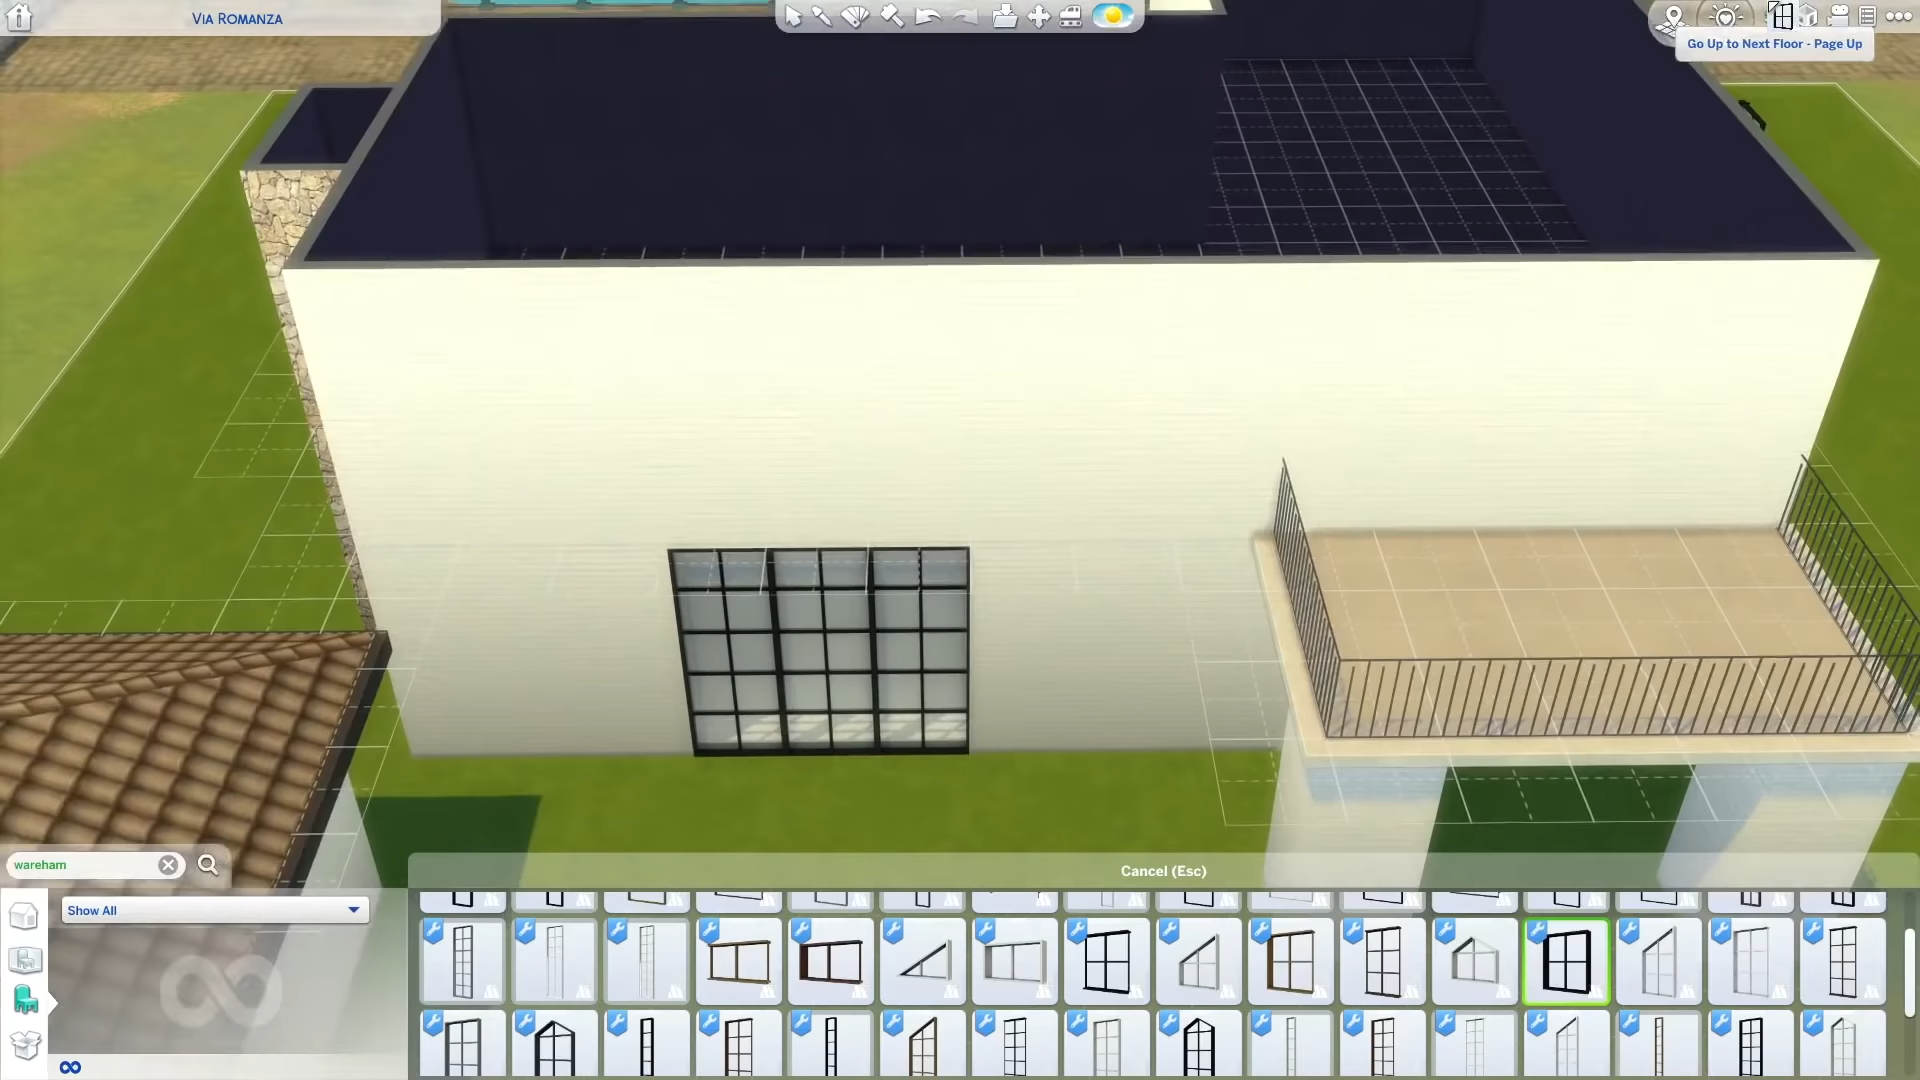 VIA ROMANZA
Go Up to Next Floor - Page Up
wareham
Cancel (Esc)
Show All